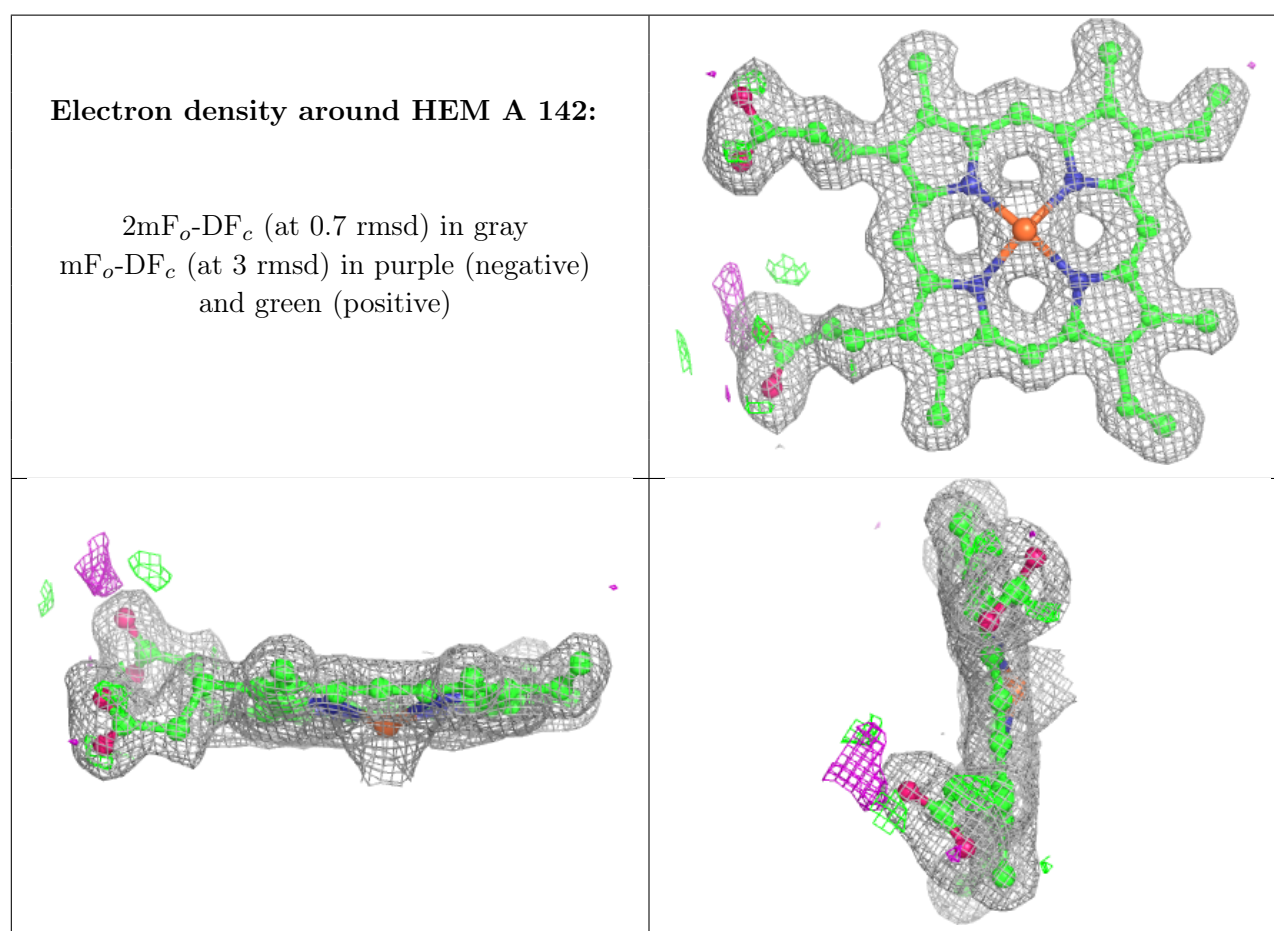 Electron density around HEM A 142:
2mFo-DFc (at 0.7 rmsd) in gray
mFo-DFc (at 3 rmsd) in purple (negative)
and green (positive)